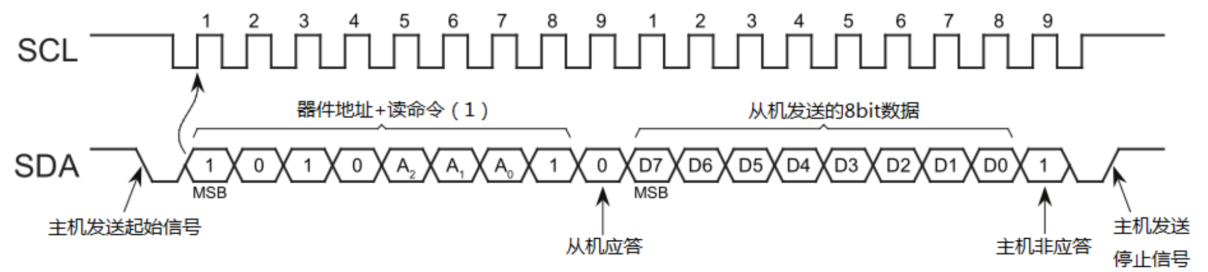 1 2 3 4 5 6 7 8 9 1 2 3 4 5 6 7 8 9
SCL
器件地址+读命令（1） 从机发送的8bit数据
SDA 1 0 1 0 A2 A1 A0 1 0 D7 D6 D5 D4 D3 D2 D1 D0 1
MSB MSB
主机发送起始信号 从机应答 主机非应答 主机发送
停止信号